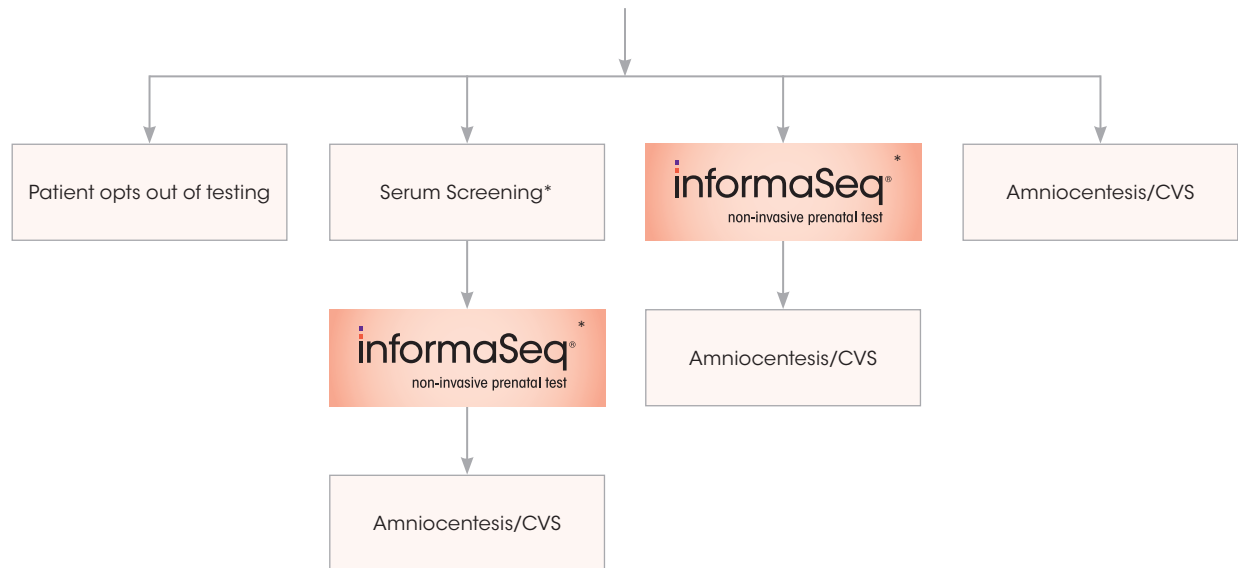 Patient opts out of testing
Serum Screening*
informaSeq®*
non-invasive prenatal test
Amniocentesis/CVS
informaSeq®*
non-invasive prenatal test
Amniocentesis/CVS
Amniocentesis/CVS